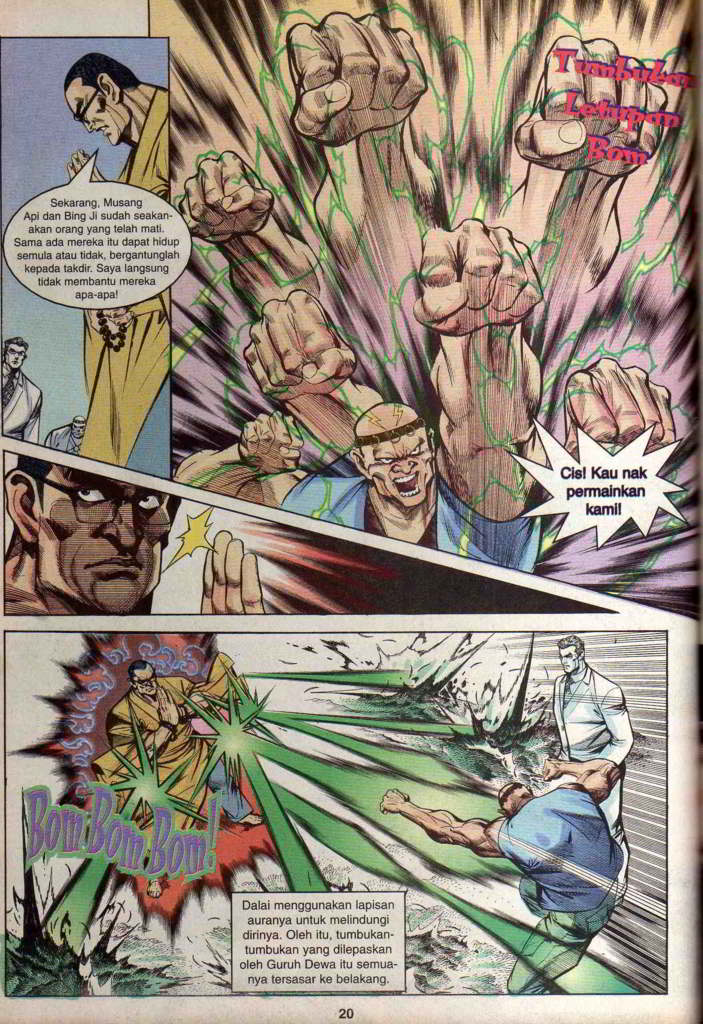 Sekarang, Musang
Api dan Bing Ji sudah seakan-
akan orang yang telah mati.
Sama ada mereka itu dapat hidup
semula atau tidak, bergantunglah
kepada takdir. Saya langsung
tidak membantu mereka
apa-apa!
Tumbukan
Letupan
Bom
Cis! Kau nak
permainkan
kami!
Bom Bom Bom!
Dalai menggunakan lapisan
auranya untuk melindungi
dirinya. Oleh itu, tumbukan-
tumbukan yang dilepaskan
oleh Guruh Dewa itu semua-
nya tersasar ke belakang.
20